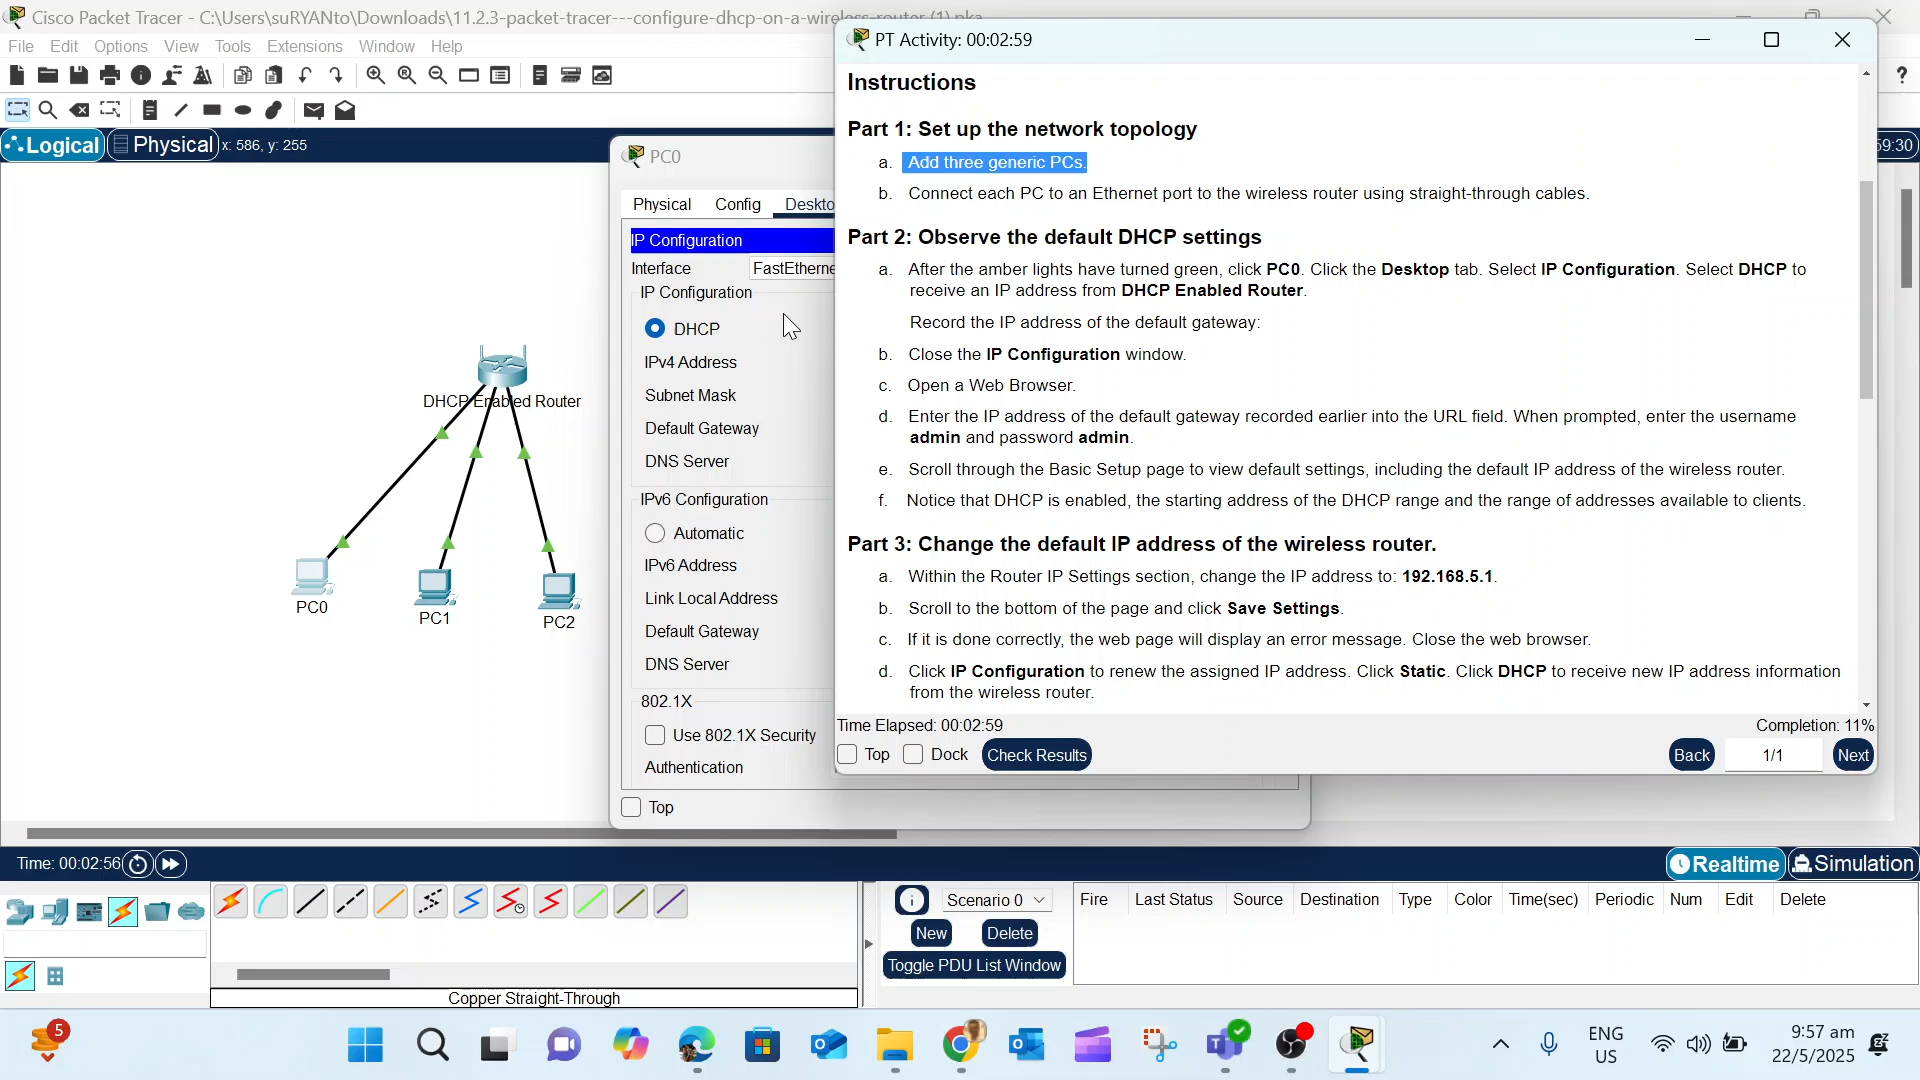 Cisco Packet Tracer - C:\Users\suRYANto\Downloads\11.2.3-packet-tracer---configure-dhcp-on-a-wireless-router (1).pka
File Edit Options View Tools Extensions Window Help
?
Logical Physical x: 586, y: 255
59:30
DHCP Enabled Router
PC0
PC1
PC2
PC0
Physical Config Deskto
IP Configuration
Interface FastEtherne
IP Configuration
DHCP
IPv4 Address
Subnet Mask
Default Gateway
DNS Server
IPv6 Configuration
Automatic
IPv6 Address
Link Local Address
Default Gateway
DNS Server
802.1X
Use 802.1X Security
Authentication
Top
PT Activity: 00:02:59
Instructions
Part 1: Set up the network topology
a. Add three generic PCs.
b. Connect each PC to an Ethernet port to the wireless router using straight-through cables.
Part 2: Observe the default DHCP settings
a. After the amber lights have turned green, click PC0. Click the Desktop tab. Select IP Configuration. Select DHCP to
receive an IP address from DHCP Enabled Router.
Record the IP address of the default gateway:
b. Close the IP Configuration window.
c. Open a Web Browser.
d. Enter the IP address of the default gateway recorded earlier into the URL field. When prompted, enter the username
admin and password admin.
e. Scroll through the Basic Setup page to view default settings, including the default IP address of the wireless router.
f. Notice that DHCP is enabled, the starting address of the DHCP range and the range of addresses available to clients.
Part 3: Change the default IP address of the wireless router.
a. Within the Router IP Settings section, change the IP address to: 192.168.5.1.
b. Scroll to the bottom of the page and click Save Settings.
c. If it is done correctly, the web page will display an error message. Close the web browser.
d. Click IP Configuration to renew the assigned IP address. Click Static. Click DHCP to receive new IP address information
from the wireless router.
Time Elapsed: 00:02:59 Completion: 11%
Top Dock Check Results Back 1/1 Next
Time: 00:02:56 Realtime Simulation
Scenario 0
New Delete
Toggle PDU List Window
Fire Last Status Source Destination Type Color Time(sec) Periodic Num Edit Delete
Copper Straight-Through
5
ENG
US
9:57 am
22/5/2025